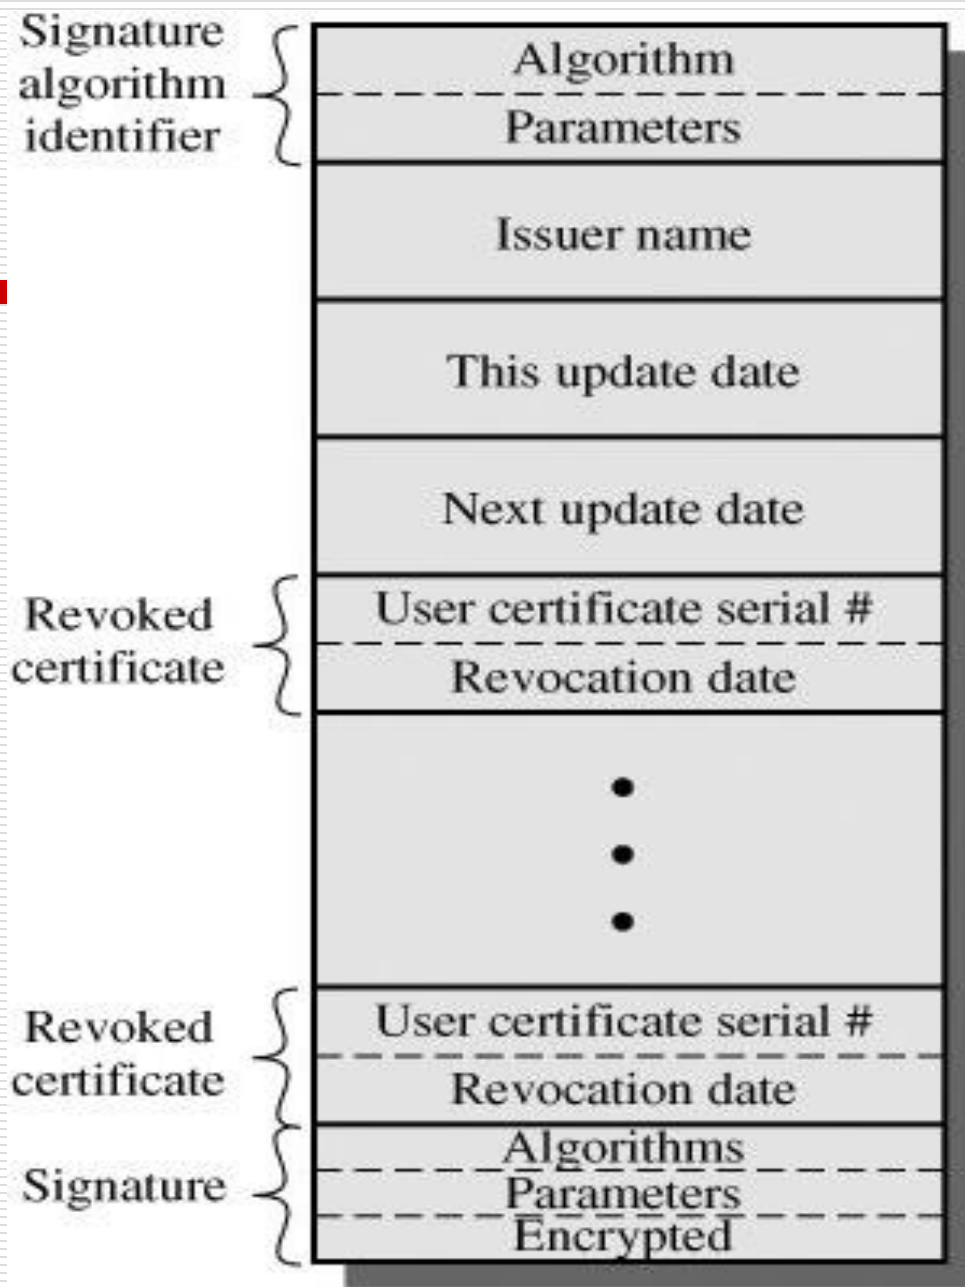 Signature
algorithm
identifier
Algorithm
Parameters
Issuer name
This update date
Next update date
Revoked
certificate
User certificate serial #
Revocation date
Revoked
certificate
User certificate serial #
Revocation date
Signature
Algorithms
Parameters
Encrypted